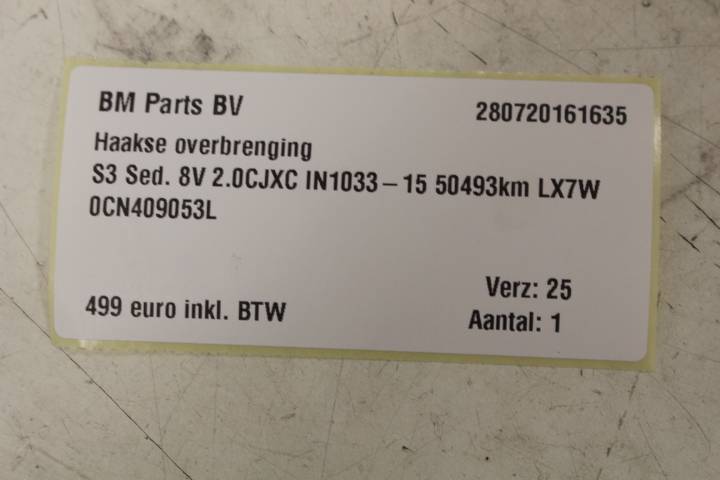 BM Parts BV 280720161635
Haakse overbrenging
S3 Sed. 8V 2.0CJXC IN1033-15 50493km LX7W
0CN409053L
Verz: 25
499 euro inkl. BTW Aantal: 1